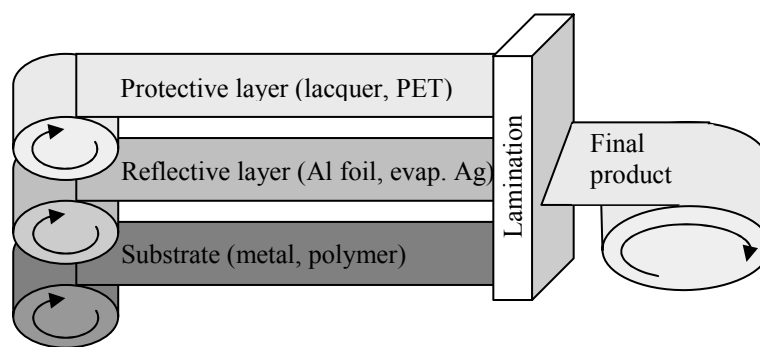 Protective layer (lacquer, PET)
Reflective layer (Al foil, evap. Ag)
Substrate (metal, polymer)
Lamination
Final
product